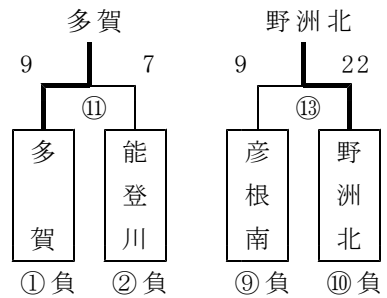 多賀 野洲北
9 7 9 22
⑪ ⑬
多賀 能登川 彦根南 野洲北
①負 ②負 ⑨負 ⑩負